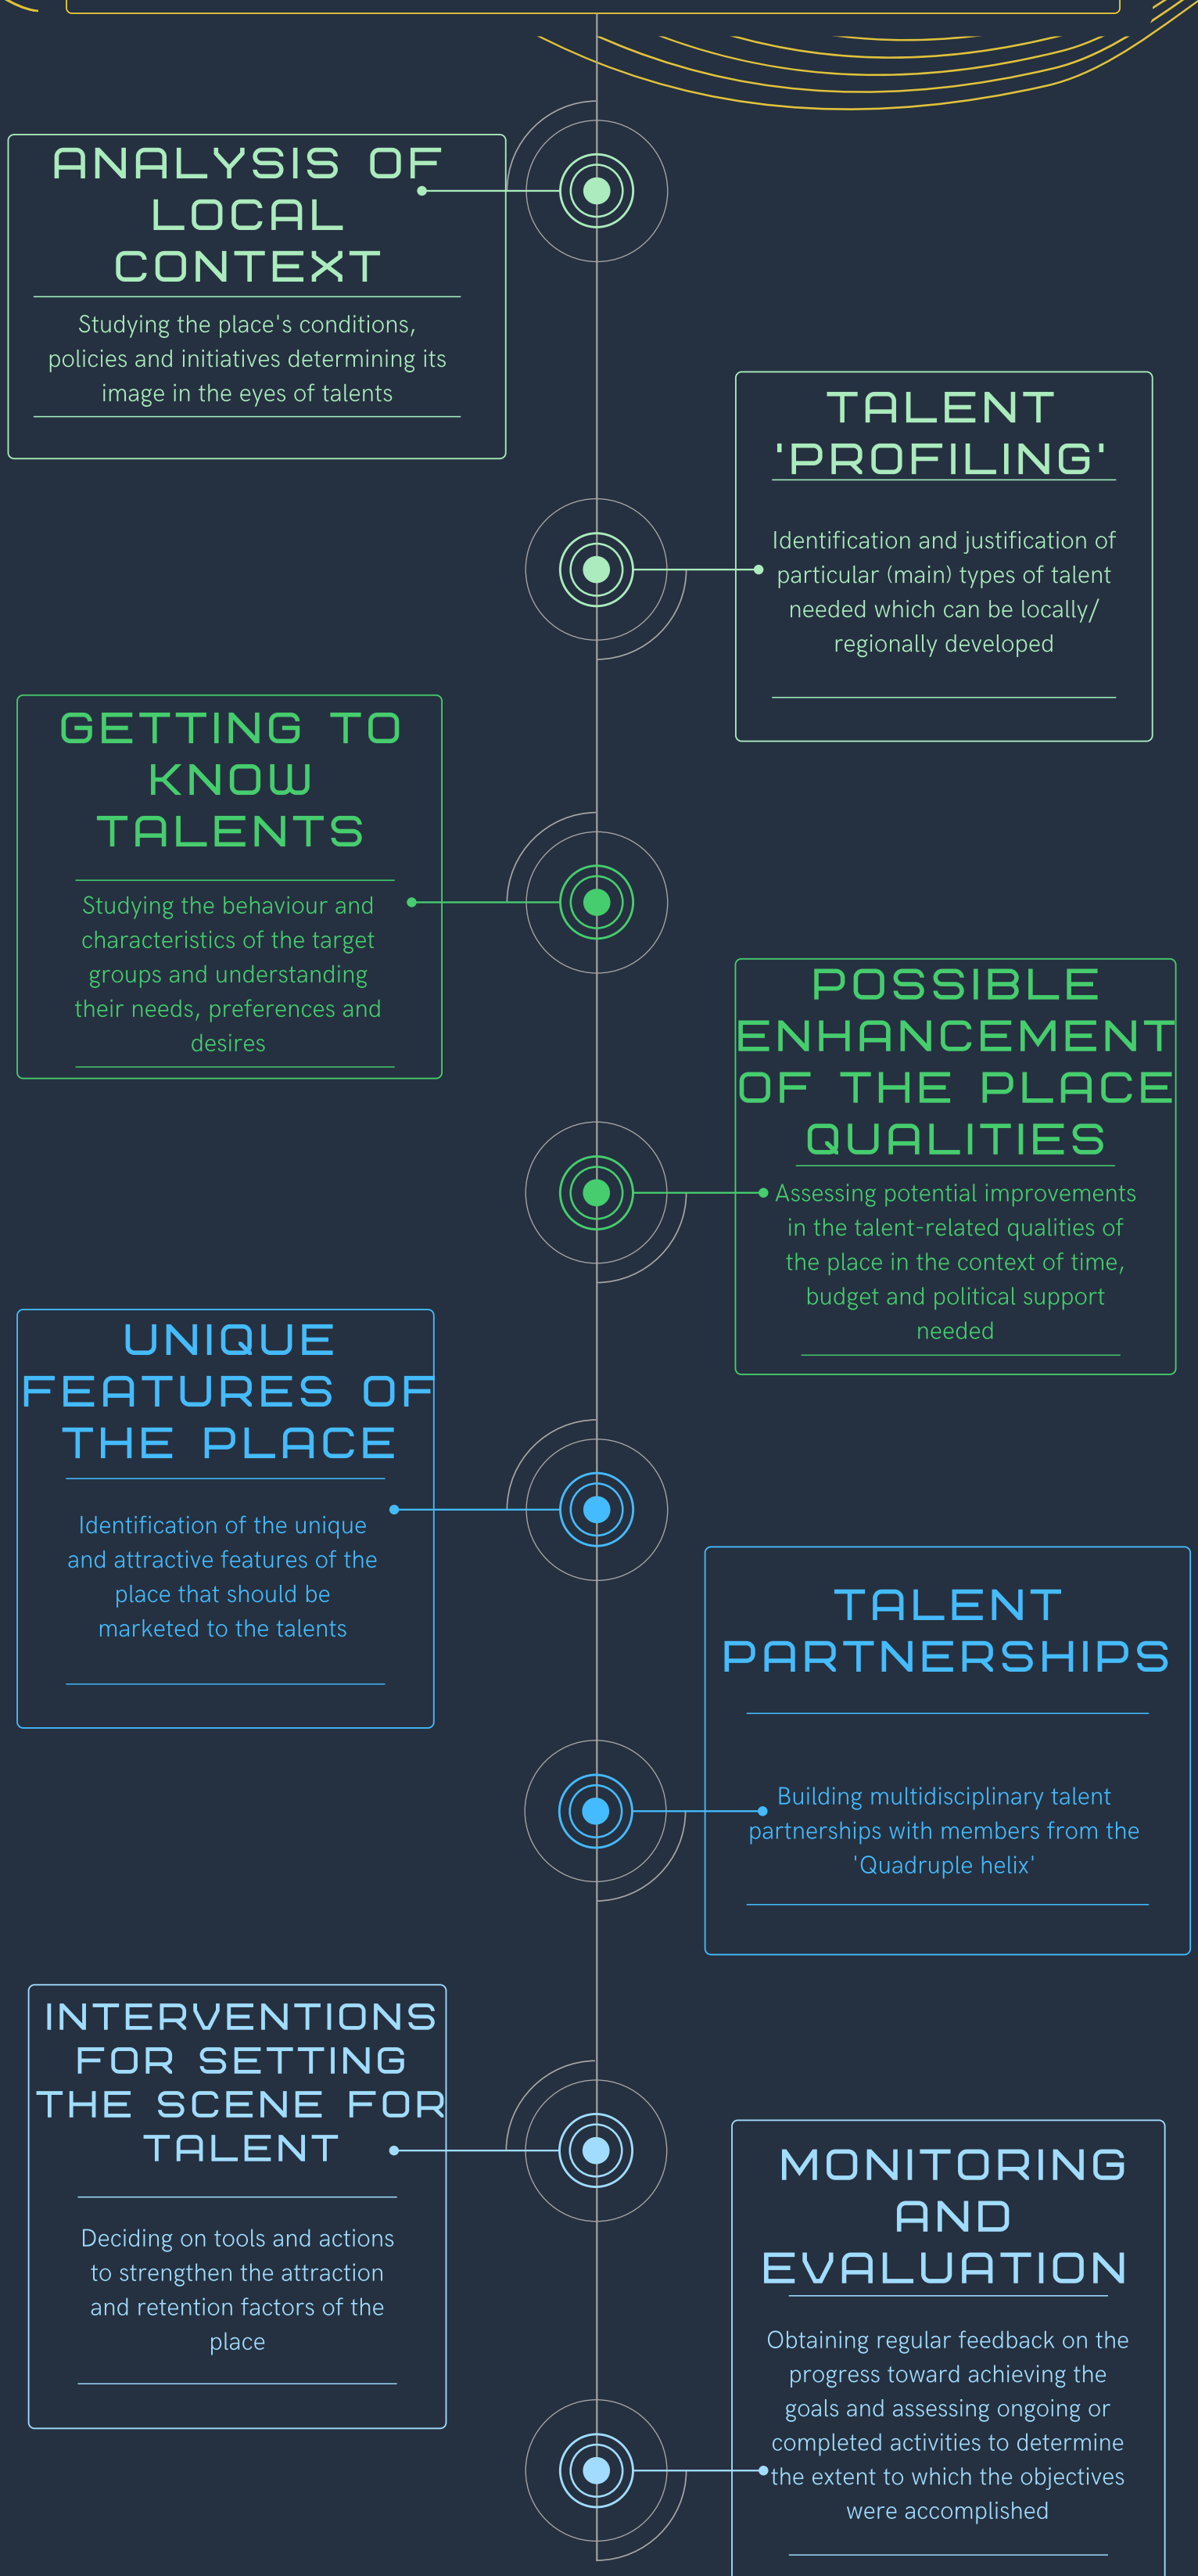 ANALYSIS OF
LOCAL
CONTEXT
Studying the place's conditions,
policies and initiatives determining its
image in the eyes of talents
TALENT
'PROFILING'
Identification and justification of
particular (main) types of talent
needed which can be locally/
regionally developed
GETTING TO
KNOW
TALENTS
Studying the behaviour and
characteristics of the target
groups and understanding
their needs, preferences and
desires
POSSIBLE
ENHANCEMENT
OF THE PLACE
QUALITIES
Assessing potential improvements
in the talent-related qualities of
the place in the context of time,
budget and political support
needed
UNIQUE
FEATURES OF
THE PLACE
Identification of the unique
and attractive features of the
place that should be
marketed to the talents
TALENT
PARTNERSHIPS
Building multidisciplinary talent
partnerships with members from the
'Quadruple helix'
INTERVENTIONS
FOR SETTING
THE SCENE FOR
TALENT
Deciding on tools and actions
to strengthen the attraction
and retention factors of the
place
MONITORING
AND
EVALUATION
Obtaining regular feedback on the
progress toward achieving the
goals and assessing ongoing or
completed activities to determine
the extent to which the objectives
were accomplished